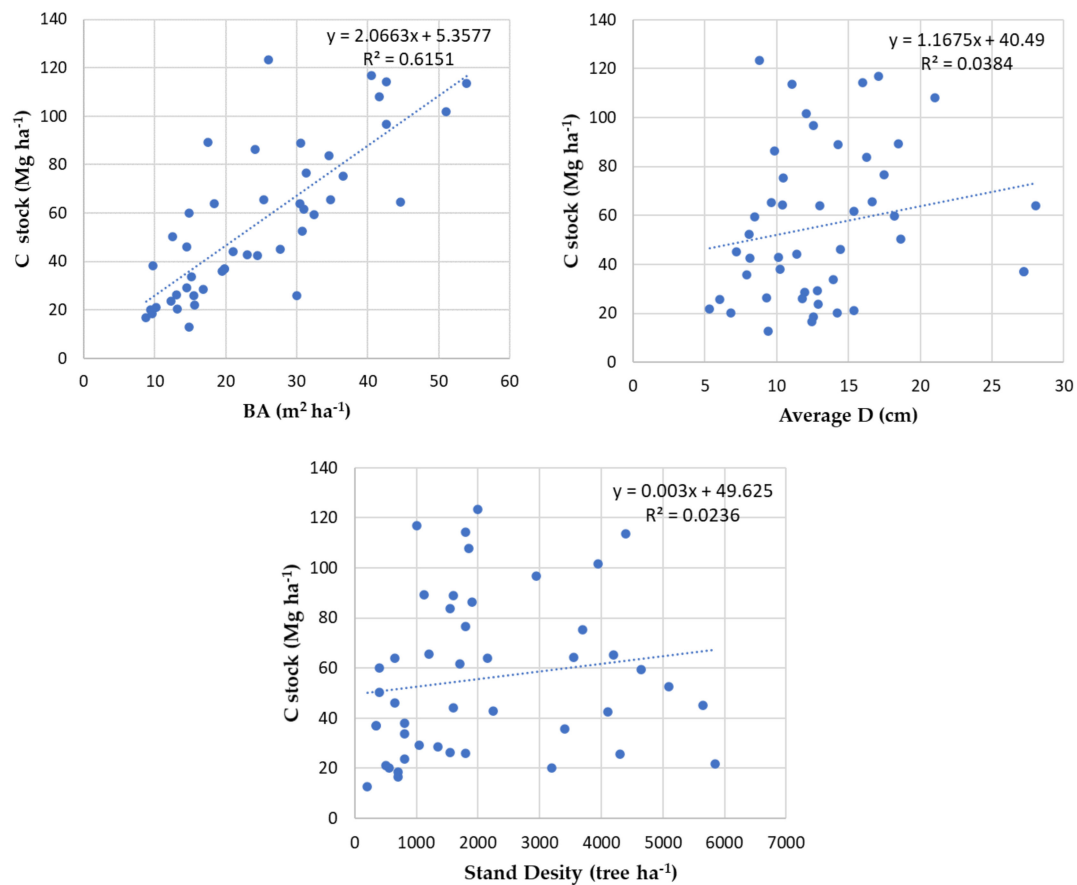 140
120
100
80
60
40
20
0
C stock (Mg ha⁻¹)
y = 2.0663x + 5.3577
R² = 0.6151
0 10 20 30 40 50 60
BA (m² ha⁻¹)
140
120
100
80
60
40
20
0
C stock (Mg ha⁻¹)
y = 1.1675x + 40.49
R² = 0.0384
0 5 10 15 20 25 30
Average D (cm)
140
120
100
80
60
40
20
0
C stock (Mg ha⁻¹)
y = 0.003x + 49.625
R² = 0.0236
0 1000 2000 3000 4000 5000 6000 7000
Stand Desity (tree ha⁻¹)